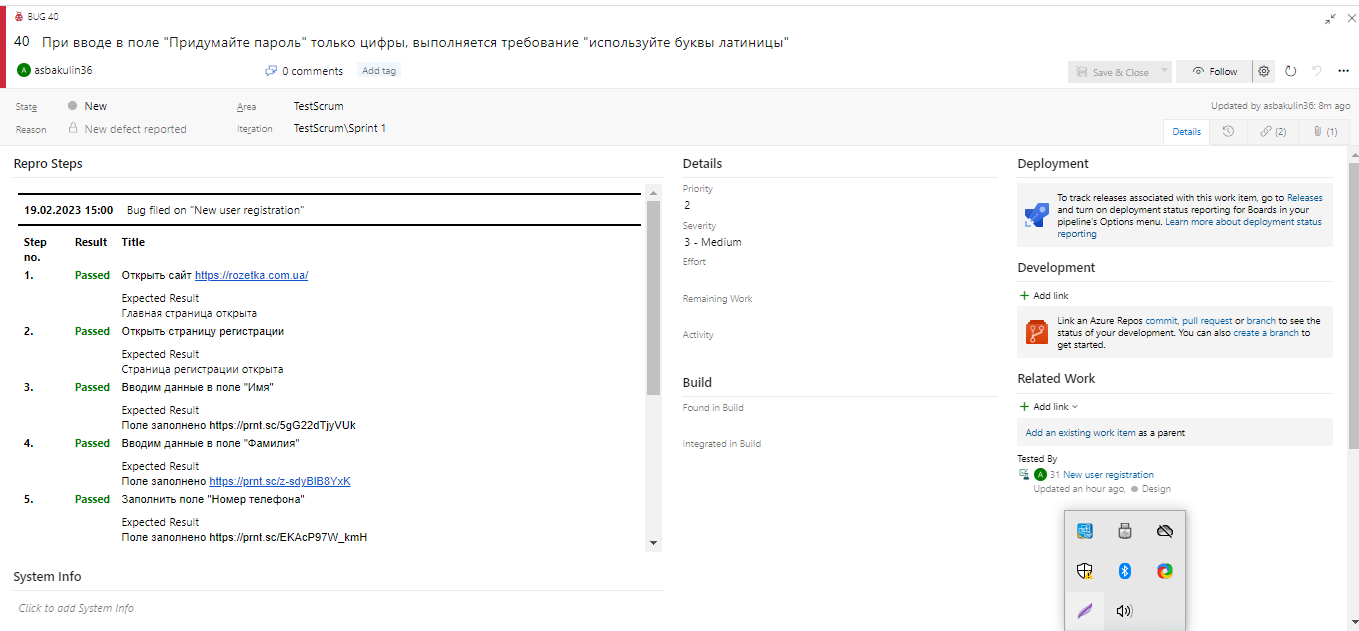 BUG 40
40 При вводе в поле "Придумайте пароль" только цифры, выполняется требование "используйте буквы латиницы"
A asbakulin36 0 comments Add tag Save & Close Follow
State New Area TestScrum Updated by asbakulin36: 8m ago
Reason New defect reported Iteration TestScrum\Sprint 1
Details (2) (1)
Repro Steps
19.02.2023 15:00 Bug filed on "New user registration"
Step no. Result Title
1. Passed Открыть сайт https://rozetka.com.ua/
Expected Result
Главная страница открыта
2. Passed Открыть страницу регистрации
Expected Result
Страница регистрации открыта
3. Passed Вводим данные в поле "Имя"
Expected Result
Поле заполнено https://prnt.sc/5gG22dTjyVUk
4. Passed Вводим данные в поле "Фамилия"
Expected Result
Поле заполнено https://prnt.sc/z-sdyBIB8YxK
5. Passed Заполнить поле "Номер телефона"
Expected Result
Поле заполнено https://prnt.sc/EKAcP97W_kmH
System Info
Click to add System Info
Details
Priority
2
Severity
3 - Medium
Effort
Remaining Work
Activity
Build
Found in Build
Integrated in Build
Deployment
To track releases associated with this work item, go to Releases
and turn on deployment status reporting for Boards in your
pipeline's Options menu. Learn more about deployment status
reporting
Development
+ Add link
Link an Azure Repos commit, pull request or branch to see the
status of your development. You can also create a branch to
get started.
Related Work
+ Add link
Add an existing work item as a parent
Tested By
A 31 New user registration
Updated an hour ago, Design